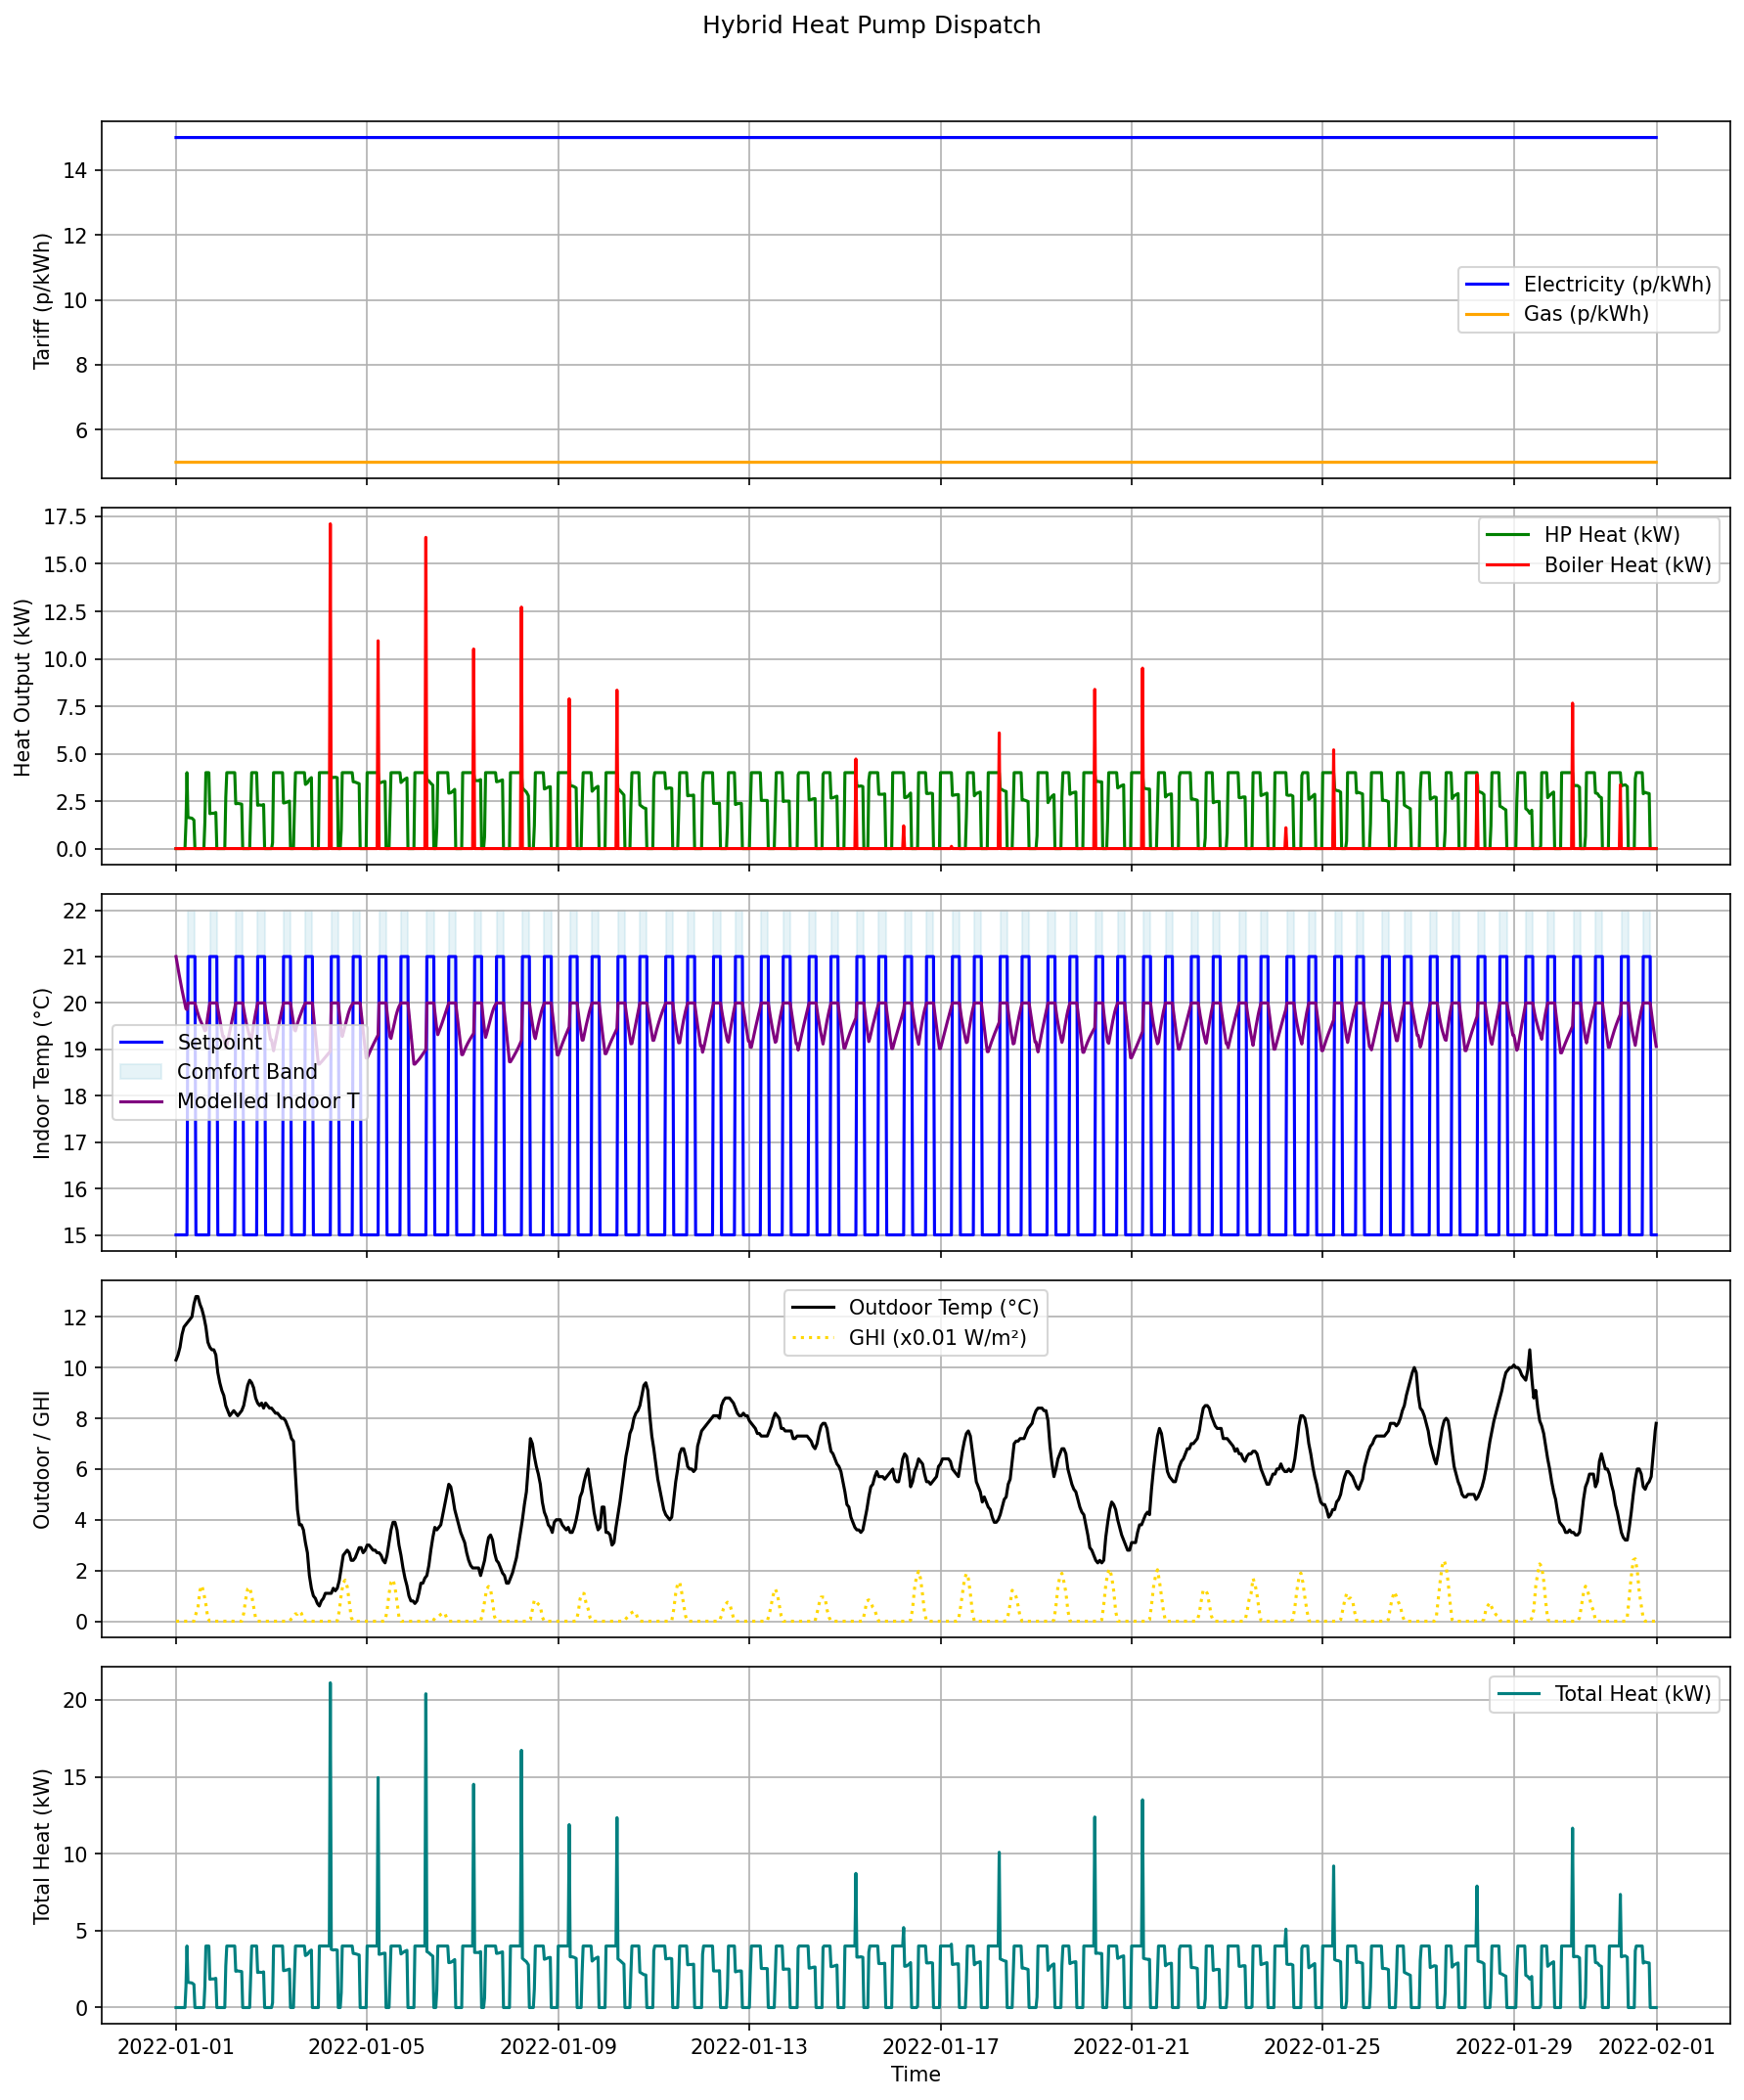 Hybrid Heat Pump Dispatch
Tariff (p/kWh)
14
12
10
8
6
Electricity (p/kWh)
Gas (p/kWh)
Heat Output (kW)
17.5
15.0
12.5
10.0
7.5
5.0
2.5
0.0
HP Heat (kW)
Boiler Heat (kW)
Indoor Temp (°C)
22
21
20
19
18
17
16
15
Setpoint
Comfort Band
Modelled Indoor T
Outdoor / GHI
12
10
8
6
4
2
0
Outdoor Temp (°C)
GHI (x0.01 W/m²)
Total Heat (kW)
20
15
10
5
0
Total Heat (kW)
2022-01-01 2022-01-05 2022-01-09 2022-01-13 2022-01-17 2022-01-21 2022-01-25 2022-01-29 2022-02-01
Time